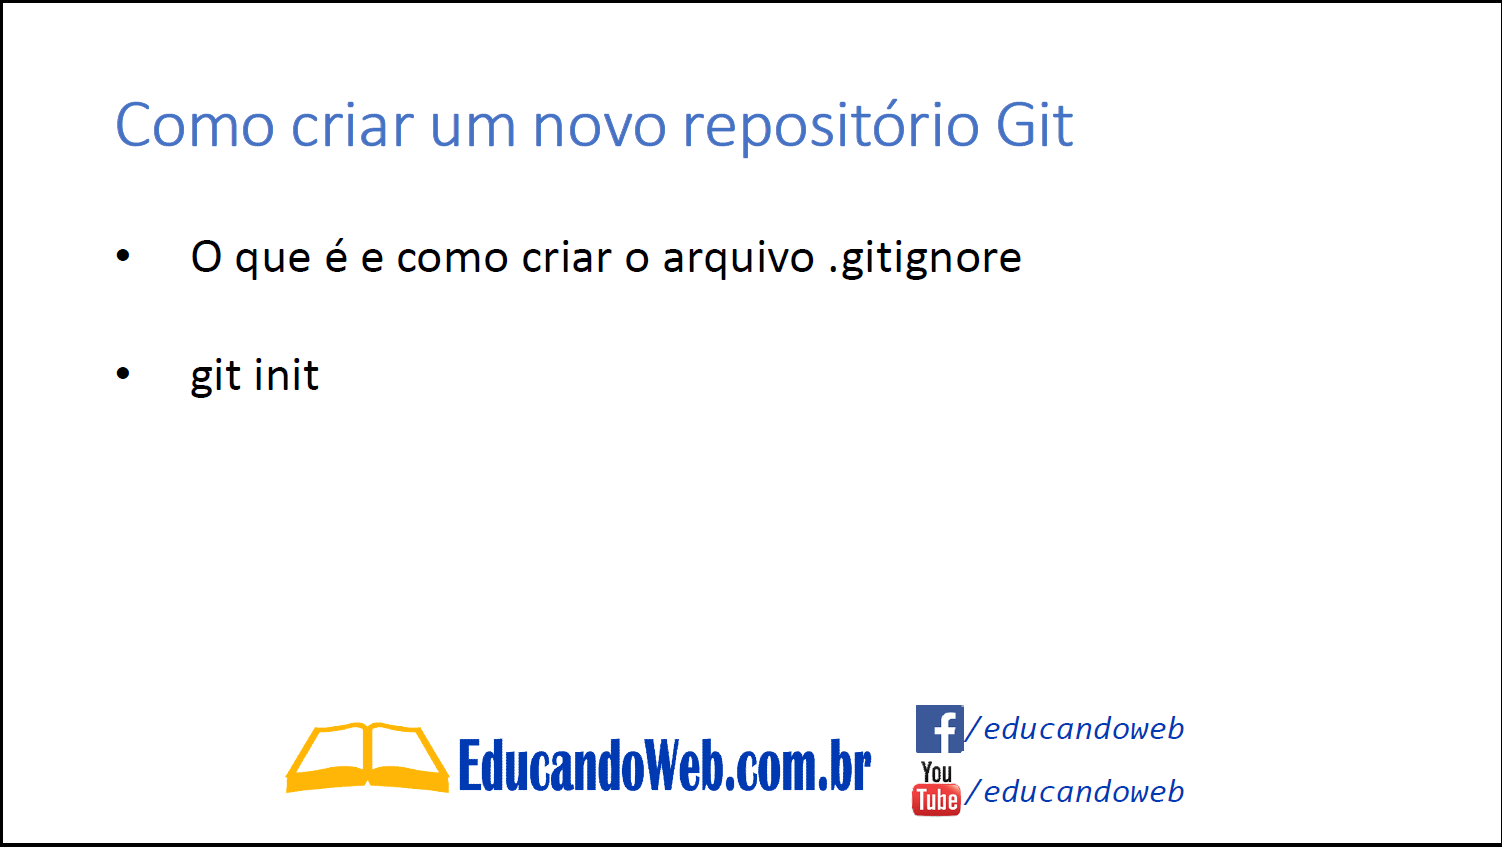 Como criar um novo repositório Git
• O que é e como criar o arquivo .gitignore
• git init
EducandoWeb.com.br
f/educandoweb
You
Tube/educandoweb